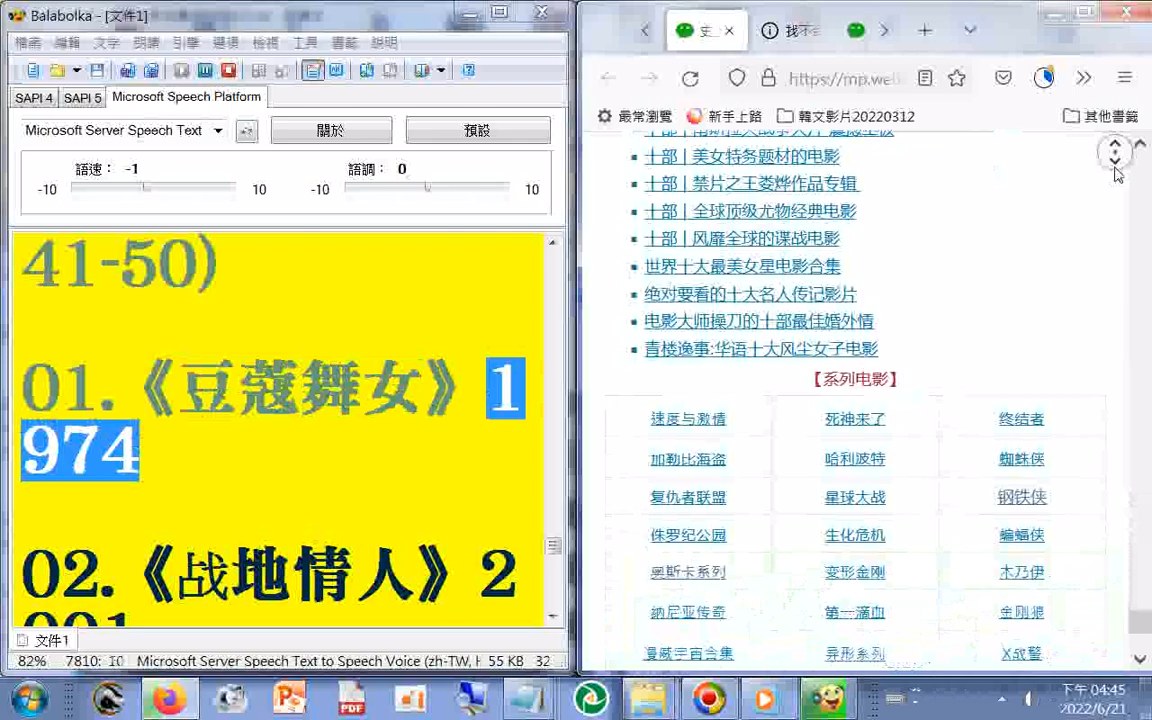 Balabolka - [文件1]
檔案 編輯 文字 朗讀 引擎 選項 檢視 工具 書籤 說明
SAPI 4 SAPI 5 Microsoft Speech Platform
Microsoft Server Speech Text 關於 預設
語速： -1 語調： 0
-10 10 -10 10
41-50)
01.《豆蔻舞女》1
974
02.《战地情人》2
文件1
82% 7810: 10 Microsoft Server Speech Text to Speech Voice (zh-TW, H 55 KB 32
https://mp.we
最常瀏覽 新手上路 韓文影片20220312 其他書籤
十部 | 美女特务题材的电影
十部 | 禁片之王娄烨作品专辑
十部 | 全球顶级尤物经典电影
十部 | 风靡全球的谍战电影
世界十大最美女星电影合集
绝对要看的十大名人传记影片
电影大师操刀的十部最佳婚外情
青楼逸事:华语十大风尘女子电影
【系列电影】
速度与激情 死神来了 终结者
加勒比海盗 哈利波特 蜘蛛侠
复仇者联盟 星球大战 钢铁侠
侏罗纪公园 生化危机 蝙蝠侠
奥斯卡系列 变形金刚 木乃伊
纳尼亚传奇 第一滴血 金刚狼
漫威宇宙合集 异形系列 X战警
下午 04:45
2022/6/21